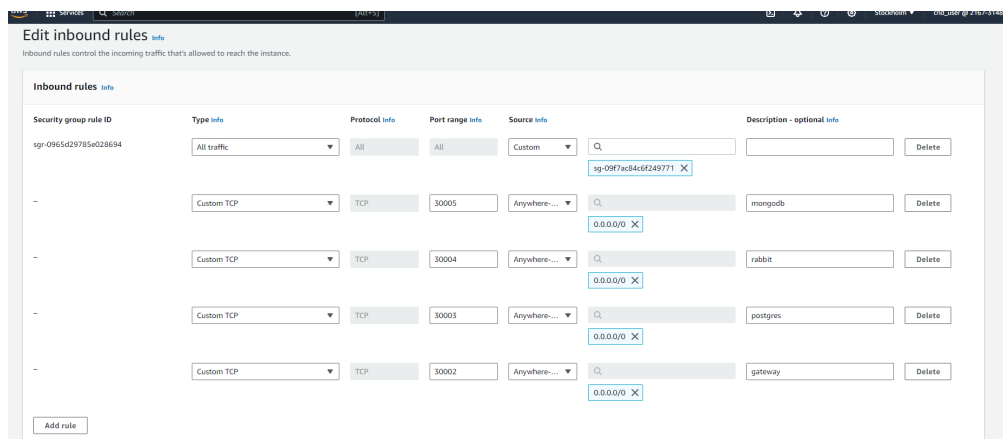 aws Services Search [Alt+S] Stockholm
Edit inbound rules Info
Inbound rules control the incoming traffic that's allowed to reach the instance.
Inbound rules Info
Security group rule ID Type Info Protocol Info Port range Info Source Info Description - optional Info
sgr-0965d29785e028694 All traffic All All Custom Delete
sg-09f7ac84c6f249771
– Custom TCP TCP 30005 Anywhere-... mongodb Delete
0.0.0.0/0
– Custom TCP TCP 30004 Anywhere-... rabbit Delete
0.0.0.0/0
– Custom TCP TCP 30003 Anywhere-... postgres Delete
0.0.0.0/0
– Custom TCP TCP 30002 Anywhere-... gateway Delete
0.0.0.0/0
Add rule